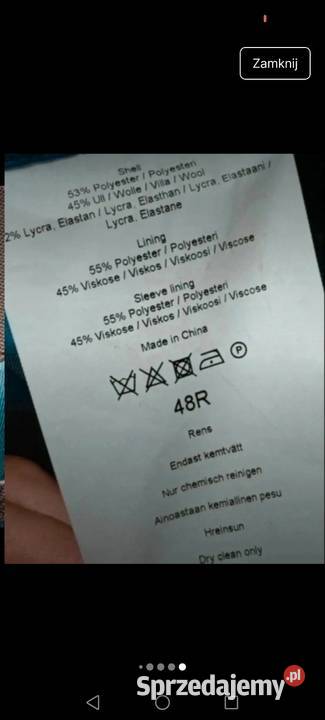 Zamknij
Shell
53% Polyester / Polyesteri
45% Ull / Wolle / Villa / Wool
2% Lycra, Elastan / Lycra, Elasthan / Lycra, Elastaani /
Lycra, Elastane
Lining
55% Polyester / Polyesteri
45% Viskose / Viskos / Viskoosi / Viscose
Sleeve lining
55% Polyester / Polyesteri
45% Viskose / Viskos / Viskoosi / Viscose
Made in China
P
48R
Rens
Endast kemtvätt
Nur chemisch reinigen
Ainoastaan kemiallinen pesu
Hreinsun
Dry clean only
Sprzedajemy.pl